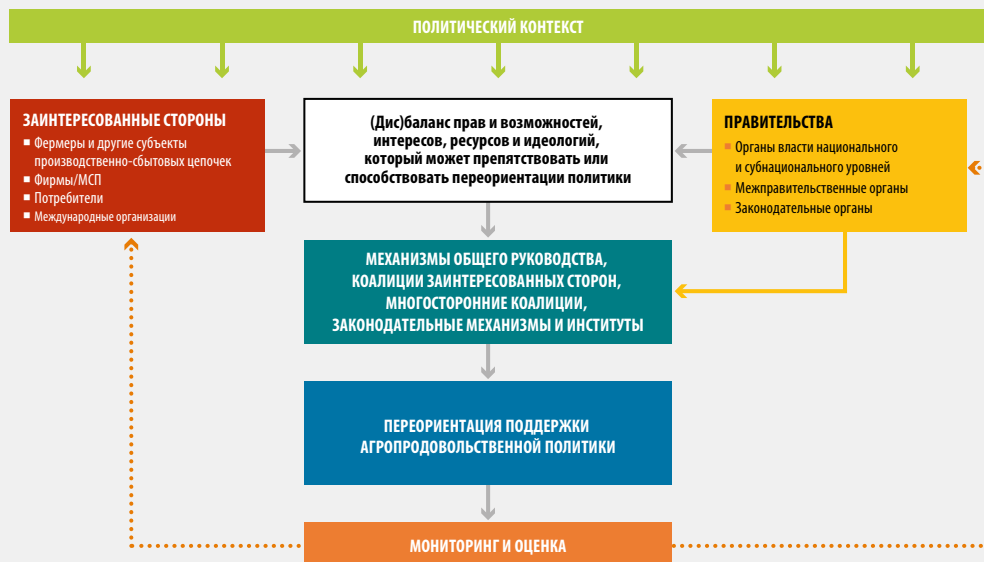 ПОЛИТИЧЕСКИЙ КОНТЕКСТ
ЗАИНТЕРЕСОВАННЫЕ СТОРОНЫ
■ Фермеры и другие субъекты
производственно-сбытовых цепочек
■ Фирмы/МСП
■ Потребители
■ Международные организации
(Дис)баланс прав и возможностей,
интересов, ресурсов и идеологий,
который может препятствовать или
способствовать переориентации политики
ПРАВИТЕЛЬСТВА
■ Органы власти национального
и субнационального уровней
■ Межправительственные органы
■ Законодательные органы
МЕХАНИЗМЫ ОБЩЕГО РУКОВОДСТВА,
КОАЛИЦИИ ЗАИНТЕРЕСОВАННЫХ СТОРОН,
МНОГОСТОРОННИЕ КОАЛИЦИИ,
ЗАКОНОДАТЕЛЬНЫЕ МЕХАНИЗМЫ И ИНСТИТУТЫ
ПЕРЕОРИЕНТАЦИЯ ПОДДЕРЖКИ
АГРОПРОДОВОЛЬСТВЕННОЙ ПОЛИТИКИ
МОНИТОРИНГ И ОЦЕНКА